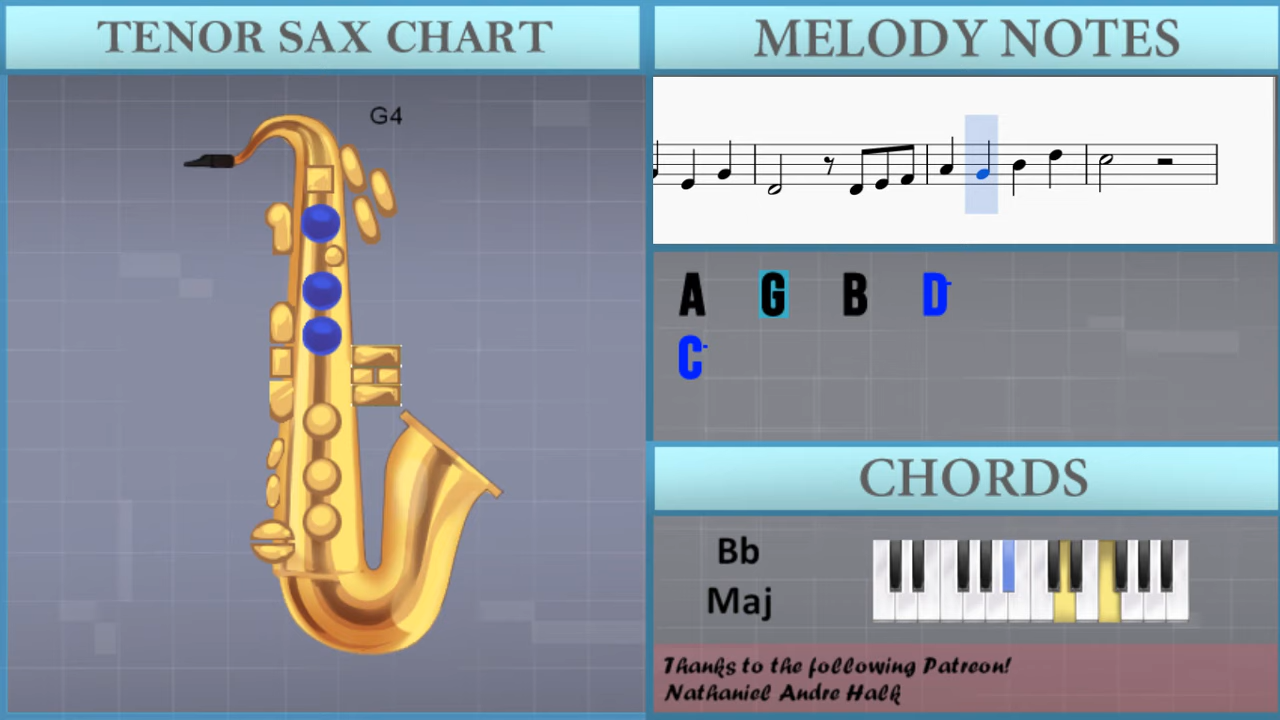 TENOR SAX CHART
G4
MELODY NOTES
A G B D-
C-
CHORDS
Bb
Maj
Thanks to the following Patreon!
Nathaniel Andre Halk